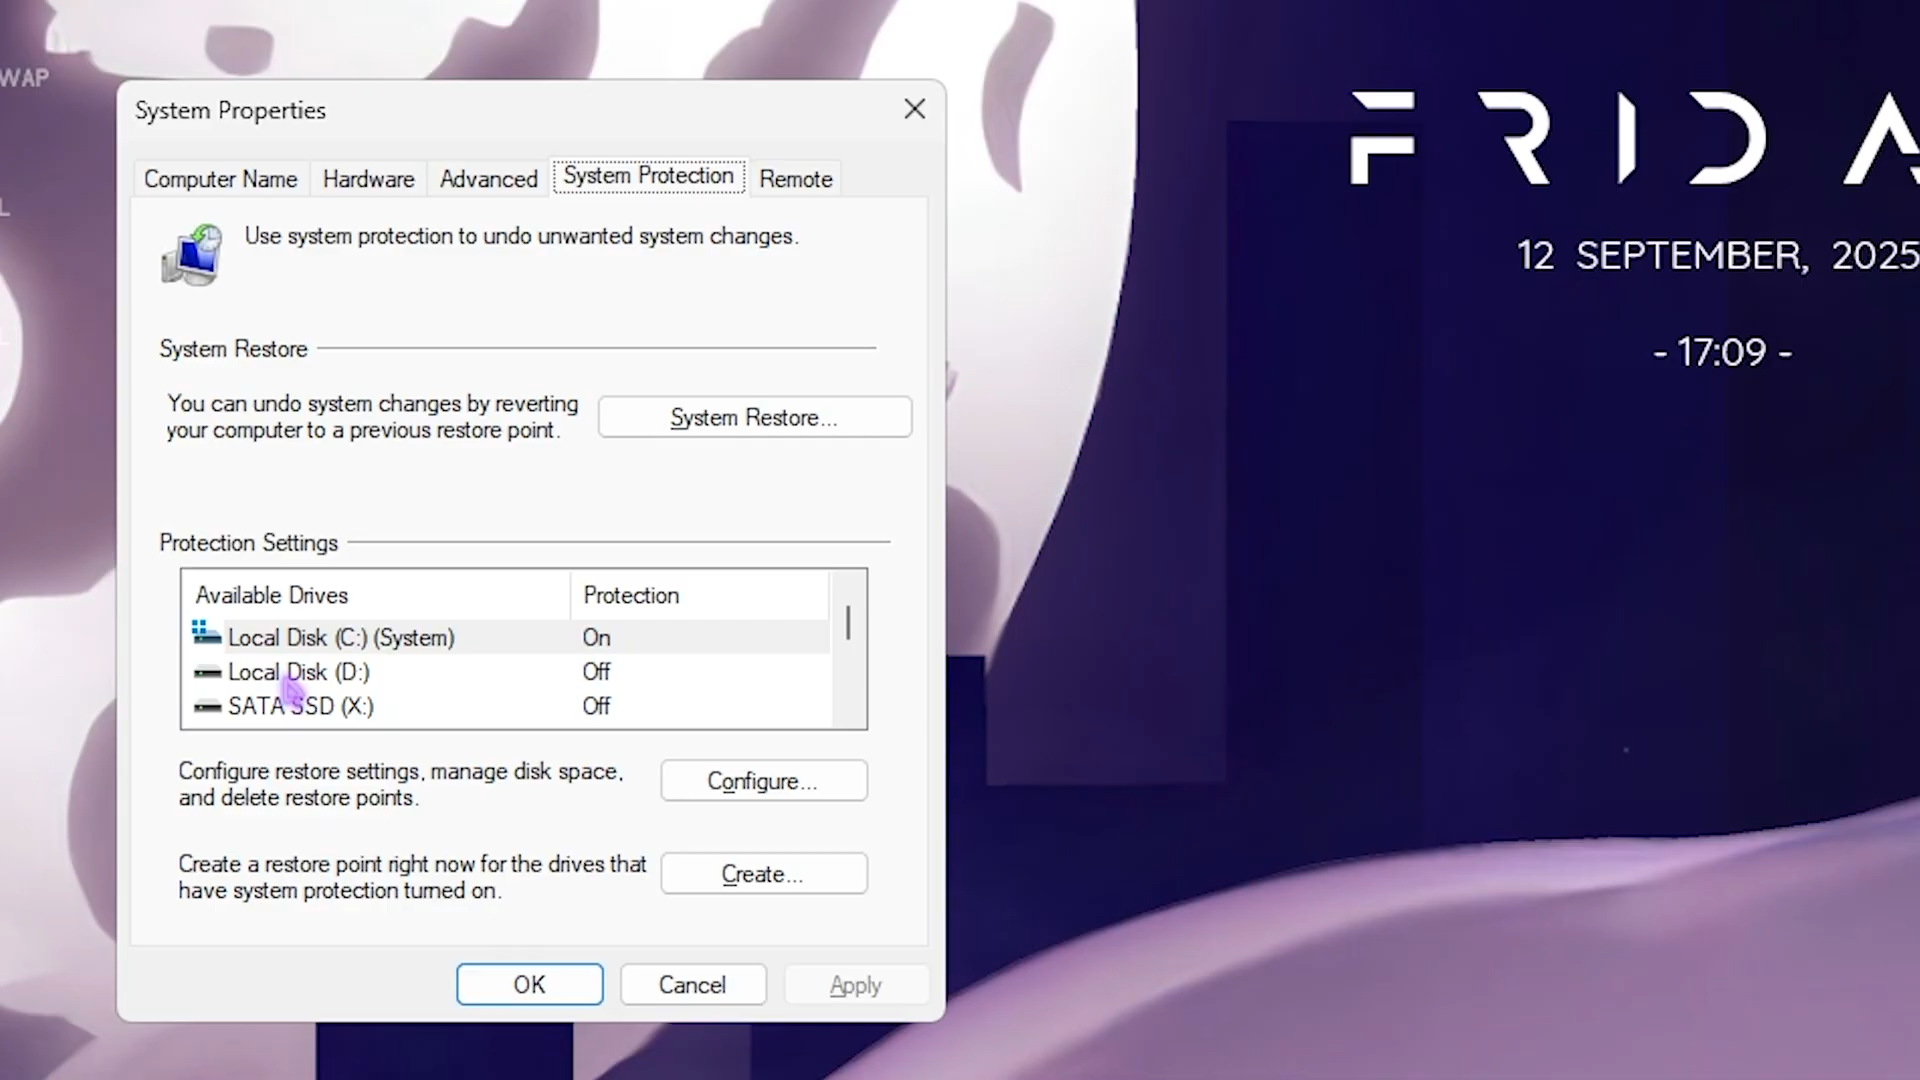 WAP
L
System Properties
Computer Name Hardware Advanced System Protection Remote
Use system protection to undo unwanted system changes.
System Restore
You can undo system changes by reverting
your computer to a previous restore point.
System Restore...
Protection Settings
Available Drives Protection
Local Disk (C:) (System) On
Local Disk (D:) Off
SATA SSD (X:) Off
Configure restore settings, manage disk space,
and delete restore points.
Configure...
Create a restore point right now for the drives that
have system protection turned on.
Create...
OK Cancel Apply
FRIDA
12 SEPTEMBER, 2025
- 17:09 -